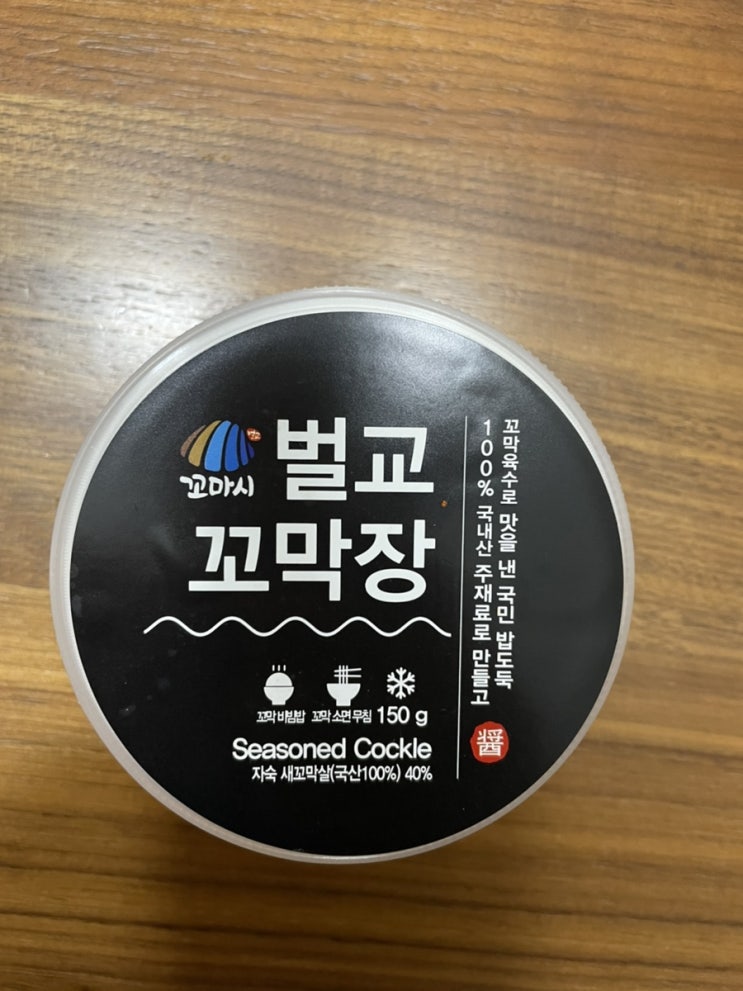 꼬마시
벌교
꼬막장
꼬막비빔밥 꼬막소면무침 150 g
Seasoned Cockle
자숙 새꼬막살(국산100%) 40%
100% 국내산 주재료로 만들고
꼬막육수로 맛을 낸 국민 밥도둑
醬